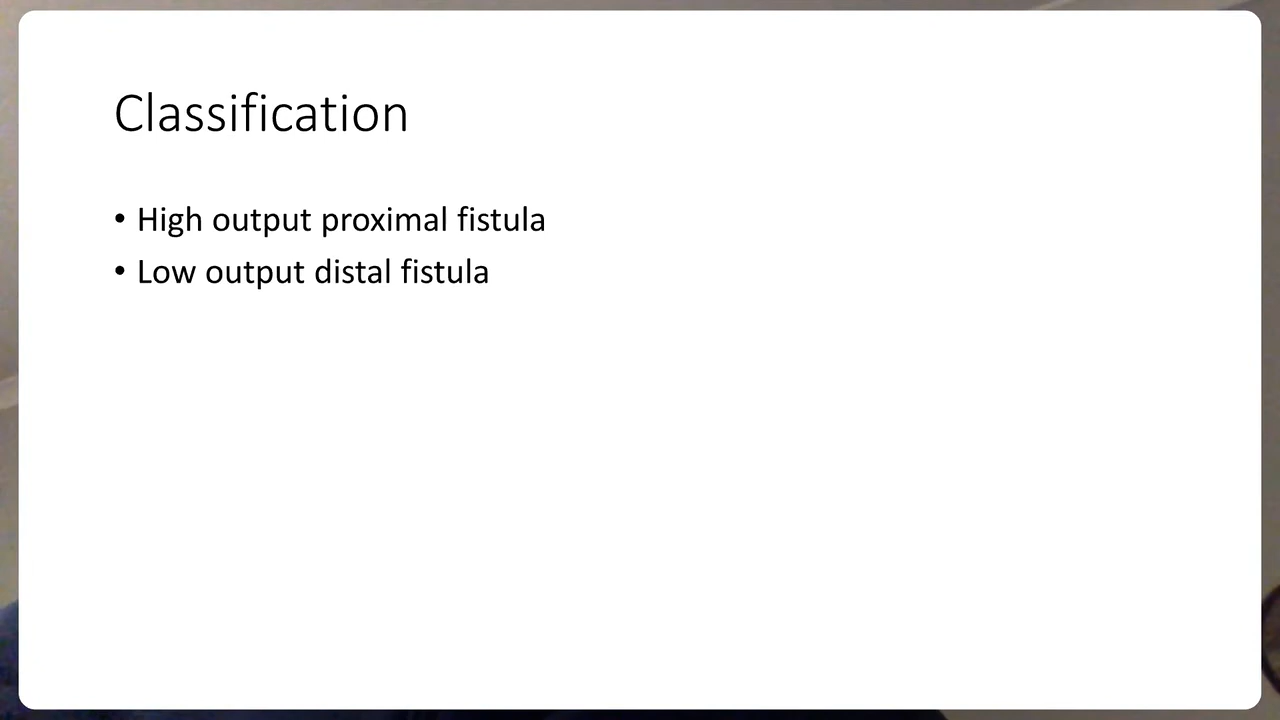 Classification
• High output proximal fistula
• Low output distal fistula